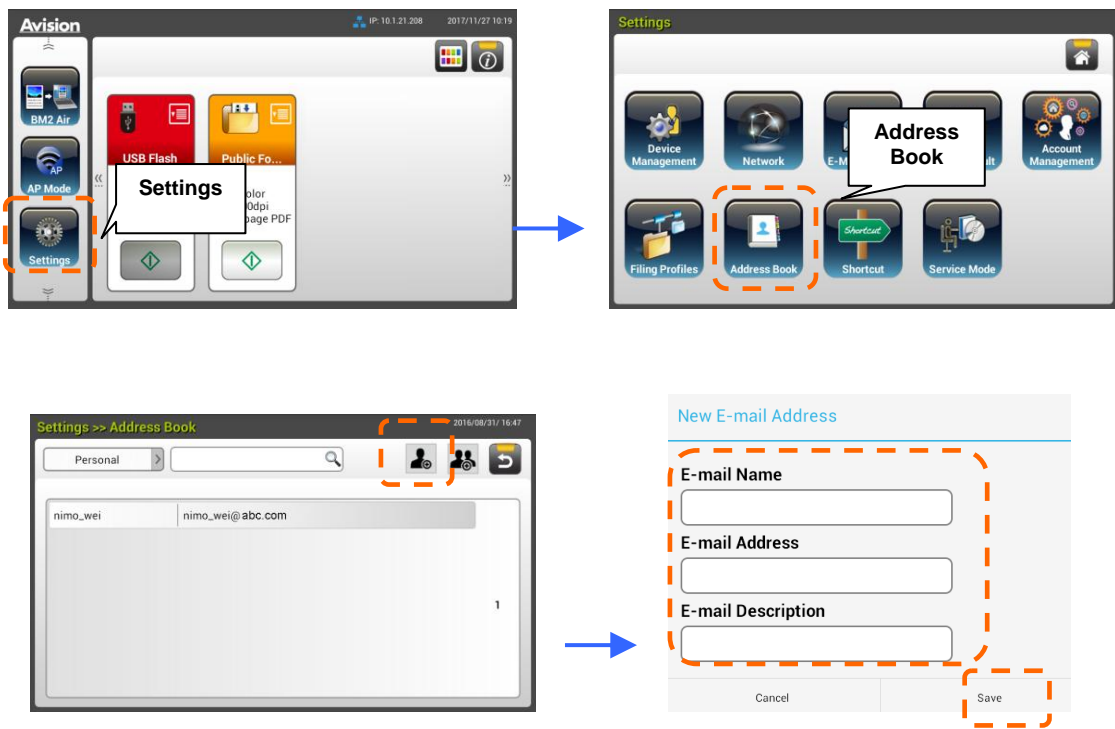 Avision
IP: 10.1.21.208
2017/11/27 10:19
BM2 Air
AP
AP Mode
Settings
USB Flash
Public Fo...
Settings
page PDF
Settings
Device
Management
Network
Address
Book
Account
Management
Filing Profiles
Address Book
Shortcut
Shortcut
Service Mode
Settings >> Address Book
2016/08/31/ 16:47
Personal
nimo_wei
nimo_wei@abc.com
1
New E-mail Address
E-mail Name
E-mail Address
E-mail Description
Cancel
Save